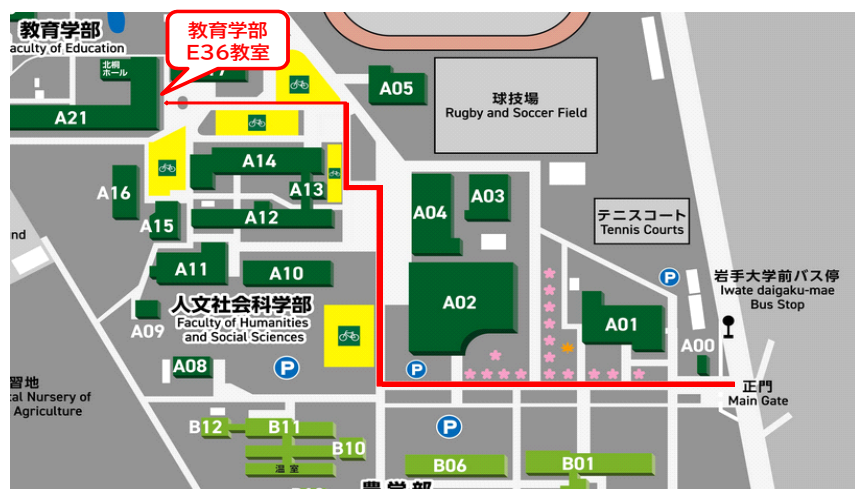 教育学部
aculty of Education
教育学部
E36教室
北桐
ホール
A21
A05
球技場
Rugby and Soccer Field
A14
A13
A16
A15
A12
A04
A03
テニスコート
Tennis Courts
nd
A11
A10
人文社会科学部
Faculty of Humanities
and Social Sciences
A09
A02
A01
A00
P
岩手大学前バス停
Iwate daigaku-mae
Bus Stop
A08
P
P
正門
Main Gate
習地
tal Nursery of
Agriculture
B12
B11
B10
温室
P
B06
B01
農学部